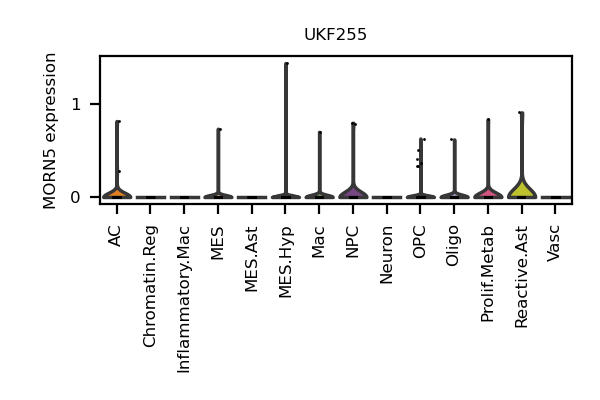 UKF255
MORN5 expression
1
0
AC
Chromatin.Reg
Inflammatory.Mac
MES
MES.Ast
MES.Hyp
Mac
NPC
Neuron
OPC
Oligo
Prolif.Metab
Reactive.Ast
Vasc